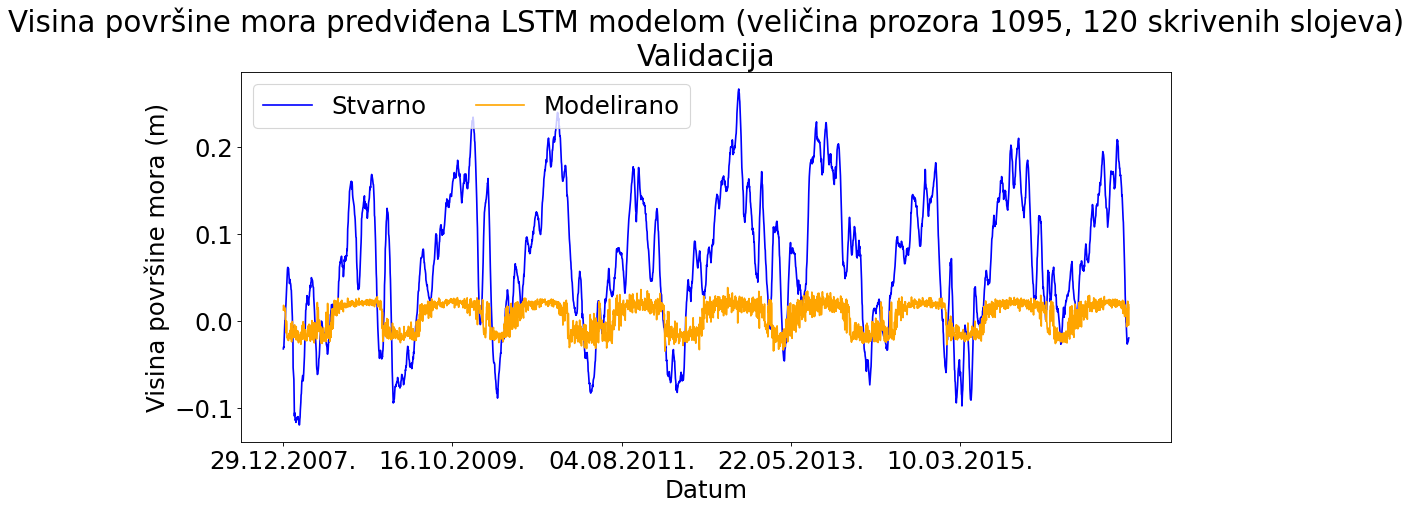 Visina površine mora predviđena LSTM modelom (veličina prozora 1095, 120 skrivenih slojeva)
Validacija
Stvarno Modelirano
Visina površine mora (m)
0.2
0.1
0.0
−0.1
29.12.2007. 16.10.2009. 04.08.2011. 22.05.2013. 10.03.2015.
Datum